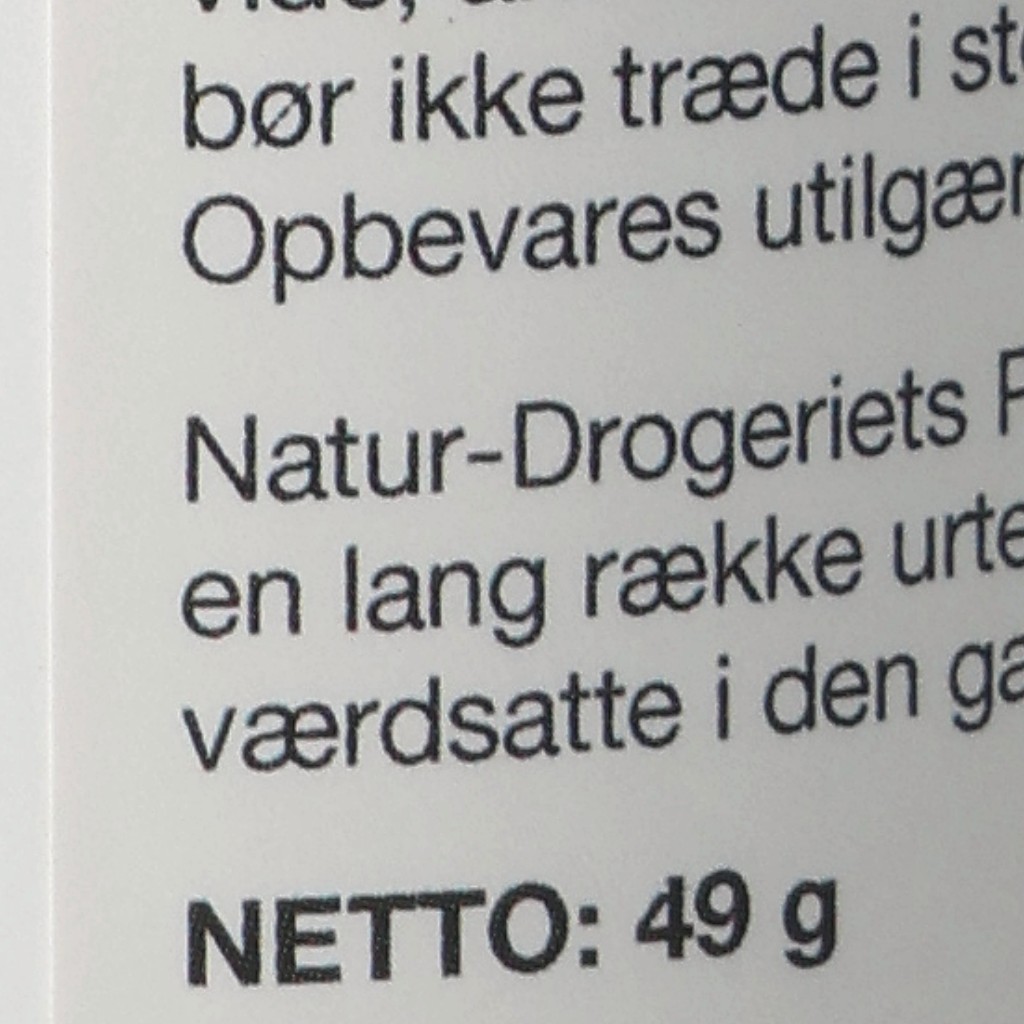 bør ikke træde i
Opbevares
Natur-Drogeriets
en lang række
værdsatte i den
NETTO: 49 g